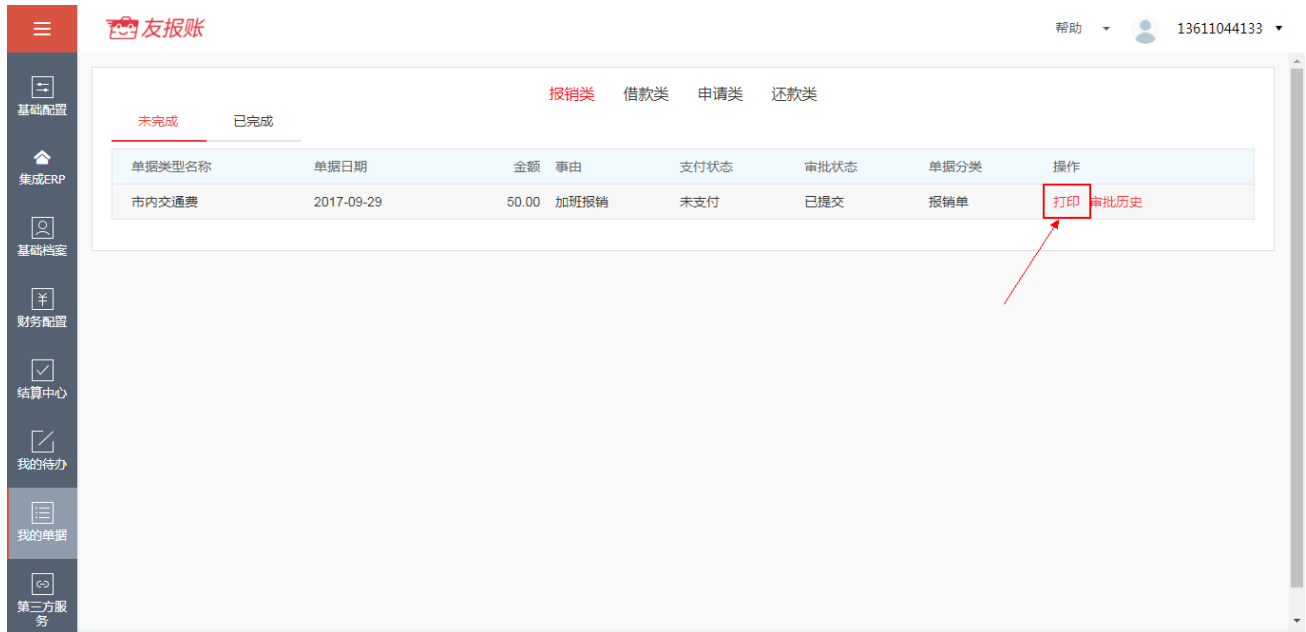 友报账
帮助
13611044133
基础配置
集成ERP
基础档案
财务配置
结算中心
我的待办
我的单据
第三方服
务
报销类 借款类 申请类 还款类
未完成 已完成
单据类型名称 单据日期 金额 事由 支付状态 审批状态 单据分类 操作
市内交通费 2017-09-29 50.00 加班报销 未支付 已提交 报销单 打印 审批历史